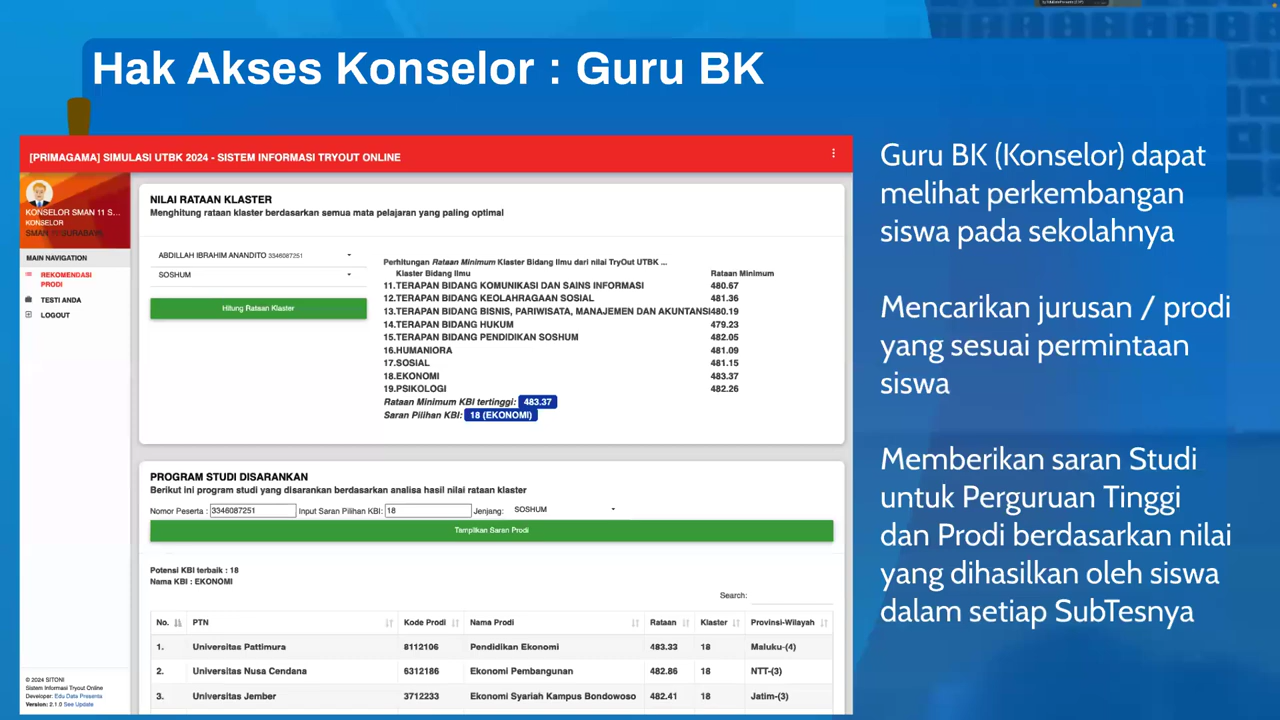 Hak Akses Konselor : Guru BK
[PRIMAGAMA] SIMULASI UTBK 2024 - SISTEM INFORMASI TRYOUT ONLINE
KONSELOR SMAN 11 S...
KONSELOR
SMAN 11 SURABAYA
MAIN NAVIGATION
REKOMENDASI
PRODI
TESTI ANDA
LOGOUT
© 2024 SITONI
Sistem Informasi Tryout Online
Developer: Edu Data Presents
Version: 2.1.0 See Update
NILAI RATAAN KLASTER
Menghitung rataan klaster berdasarkan semua mata pelajaran yang paling optimal
ABDILLAH IBRAHIM ANANDITO 3346087251
SOSHUM
Hitung Rataan Klaster
Perhitungan Rataan Minimum Klaster Bidang Ilmu dari nilai TryOut UTBK ...
Klaster Bidang Ilmu Rataan Minimum
11.TERAPAN BIDANG KOMUNIKASI DAN SAINS INFORMASI 480.67
12.TERAPAN BIDANG KEOLAHRAGAAN SOSIAL 481.36
13.TERAPAN BIDANG BISNIS, PARIWISATA, MANAJEMEN DAN AKUNTANSI 480.19
14.TERAPAN BIDANG HUKUM 479.23
15.TERAPAN BIDANG PENDIDIKAN SOSHUM 482.05
16.HUMANIORA 481.09
17.SOSIAL 481.15
18.EKONOMI 483.37
19.PSIKOLOGI 482.26
Rataan Minimum KBI tertinggi: 483.37
Saran Pilihan KBI: 18 (EKONOMI)
PROGRAM STUDI DISARANKAN
Berikut ini program studi yang disarankan berdasarkan analisa hasil nilai rataan klaster
Nomor Peserta : 3346087251 Input Saran Pilihan KBI: 18 Jenjang: SOSHUM
Tampilkan Saran Prodi
Potensi KBI terbaik : 18
Nama KBI : EKONOMI
Search:
No. PTN Kode Prodi Nama Prodi Rataan Klaster Provinsi-Wilayah
1. Universitas Pattimura 8112106 Pendidikan Ekonomi 483.33 18 Maluku-(4)
2. Universitas Nusa Cendana 6312186 Ekonomi Pembangunan 482.86 18 NTT-(3)
3. Universitas Jember 3712233 Ekonomi Syariah Kampus Bondowoso 482.41 18 Jatim-(3)
Guru BK (Konselor) dapat
melihat perkembangan
siswa pada sekolahnya
Mencarikan jurusan / prodi
yang sesuai permintaan
siswa
Memberikan saran Studi
untuk Perguruan Tinggi
dan Prodi berdasarkan nilai
yang dihasilkan oleh siswa
dalam setiap SubTesnya